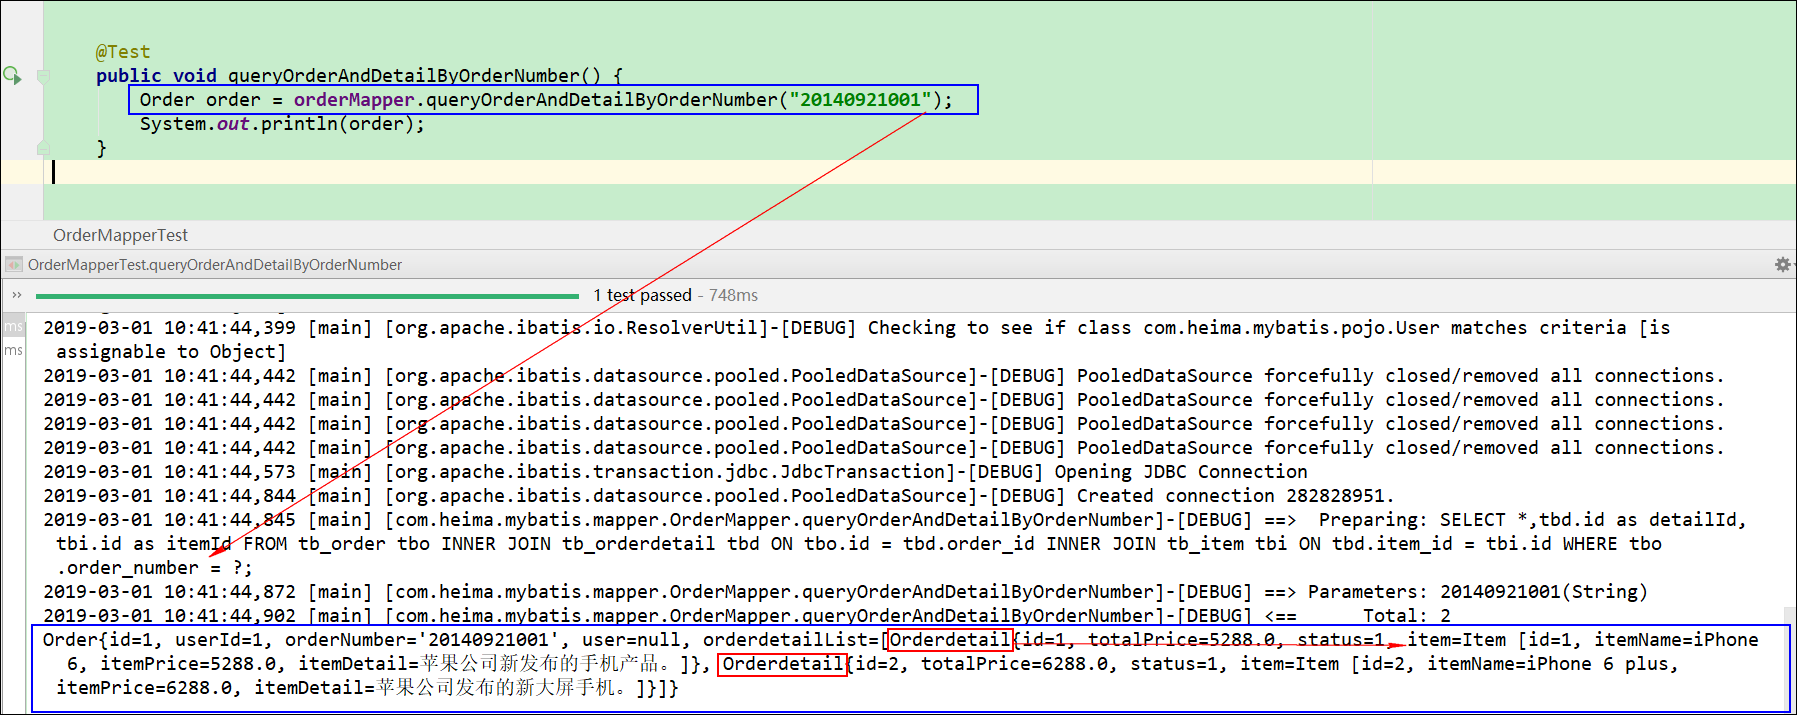 @Test
public void queryOrderAndDetailByOrderNumber() {
Order order = orderMapper.queryOrderAndDetailByOrderNumber("20140921001");
System.out.println(order);
}
OrderMapperTest
OrderMapperTest.queryOrderAndDetailByOrderNumber
» 1 test passed - 748ms
ms 2019-03-01 10:41:44,399 [main] [org.apache.ibatis.io.ResolverUtil]-[DEBUG] Checking to see if class com.heima.mybatis.pojo.User matches criteria [is
ms assignable to Object]
2019-03-01 10:41:44,442 [main] [org.apache.ibatis.datasource.pooled.PooledDataSource]-[DEBUG] PooledDataSource forcefully closed/removed all connections.
2019-03-01 10:41:44,442 [main] [org.apache.ibatis.datasource.pooled.PooledDataSource]-[DEBUG] PooledDataSource forcefully closed/removed all connections.
2019-03-01 10:41:44,442 [main] [org.apache.ibatis.datasource.pooled.PooledDataSource]-[DEBUG] PooledDataSource forcefully closed/removed all connections.
2019-03-01 10:41:44,442 [main] [org.apache.ibatis.datasource.pooled.PooledDataSource]-[DEBUG] PooledDataSource forcefully closed/removed all connections.
2019-03-01 10:41:44,573 [main] [org.apache.ibatis.transaction.jdbc.JdbcTransaction]-[DEBUG] Opening JDBC Connection
2019-03-01 10:41:44,844 [main] [org.apache.ibatis.datasource.pooled.PooledDataSource]-[DEBUG] Created connection 282828951.
2019-03-01 10:41:44,845 [main] [com.heima.mybatis.mapper.OrderMapper.queryOrderAndDetailByOrderNumber]-[DEBUG] ==>  Preparing: SELECT *,tbd.id as detailId,
tbi.id as itemId FROM tb_order tbo INNER JOIN tb_orderdetail tbd ON tbo.id = tbd.order_id INNER JOIN tb_item tbi ON tbd.item_id = tbi.id WHERE tbo
.order_number = ?;
2019-03-01 10:41:44,872 [main] [com.heima.mybatis.mapper.OrderMapper.queryOrderAndDetailByOrderNumber]-[DEBUG] ==> Parameters: 20140921001(String)
2019-03-01 10:41:44,902 [main] [com.heima.mybatis.mapper.OrderMapper.queryOrderAndDetailByOrderNumber]-[DEBUG] <==      Total: 2
Order{id=1, userId=1, orderNumber='20140921001', user=null, orderdetailList=[Orderdetail{id=1, totalPrice=5288.0, status=1, item=Item [id=1, itemName=iPhone
6, itemPrice=5288.0, itemDetail=苹果公司新发布的手机产品。]}, Orderdetail{id=2, totalPrice=6288.0, status=1, item=Item [id=2, itemName=iPhone 6 plus,
itemPrice=6288.0, itemDetail=苹果公司发布的新大屏手机。]}]}